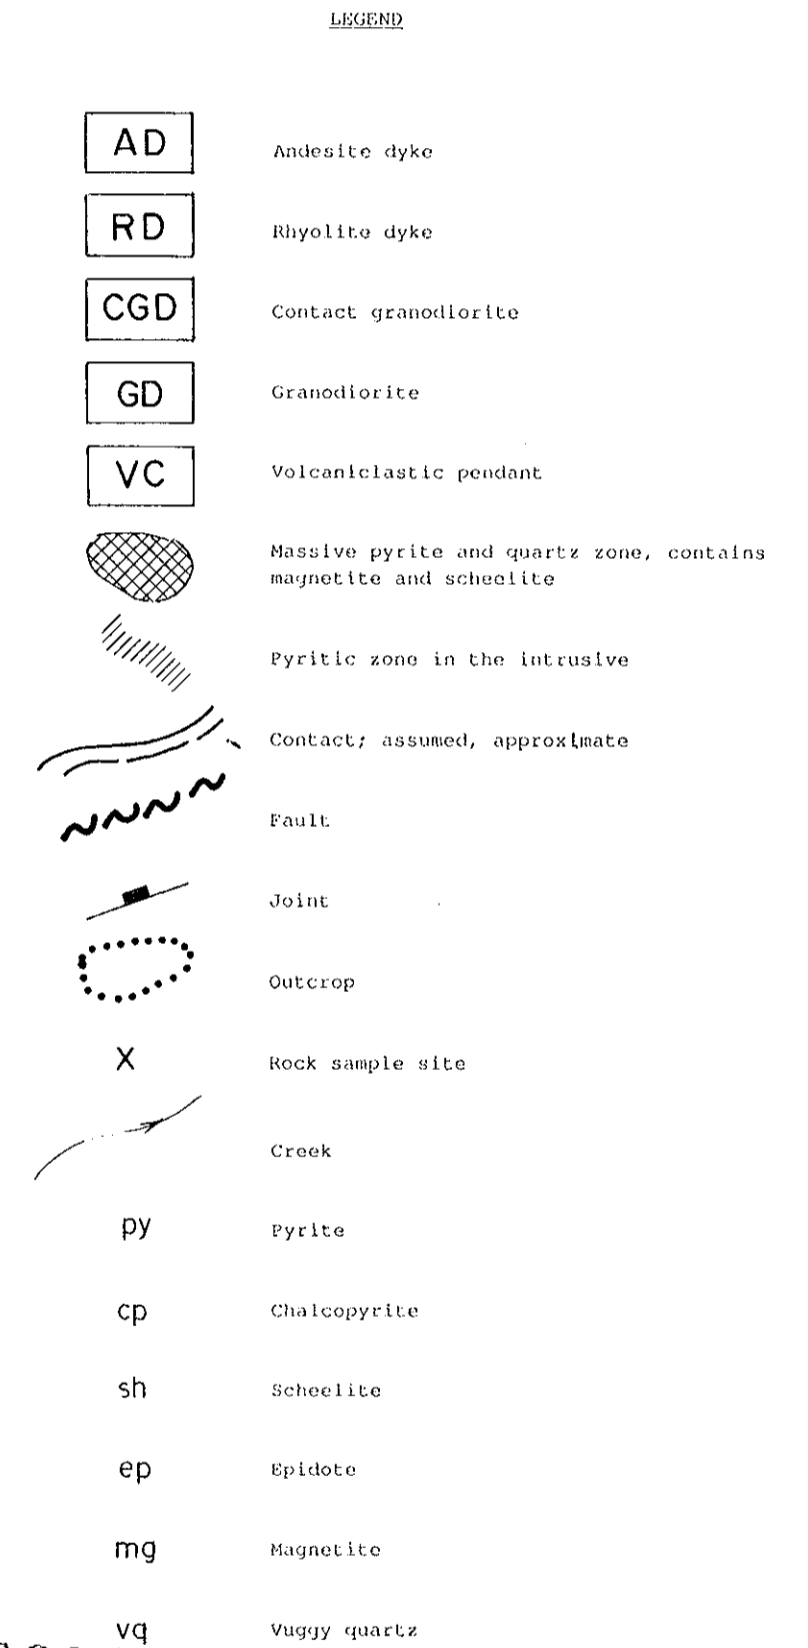 LEGEND
AD Andesite dyke
RD Rhyolite dyke
CGD Contact granodiorite
GD Granodiorite
VC Volcaniclastic pendant
Massive pyrite and quartz zone, contains
magnetite and scheelite
Pyritic zone in the intrusive
Contact; assumed, approximate
Fault
Joint
Outcrop
X Rock sample site
Creek
py Pyrite
cp Chalcopyrite
sh Scheelite
ep Epidote
mg Magnetite
vq Vuggy quartz